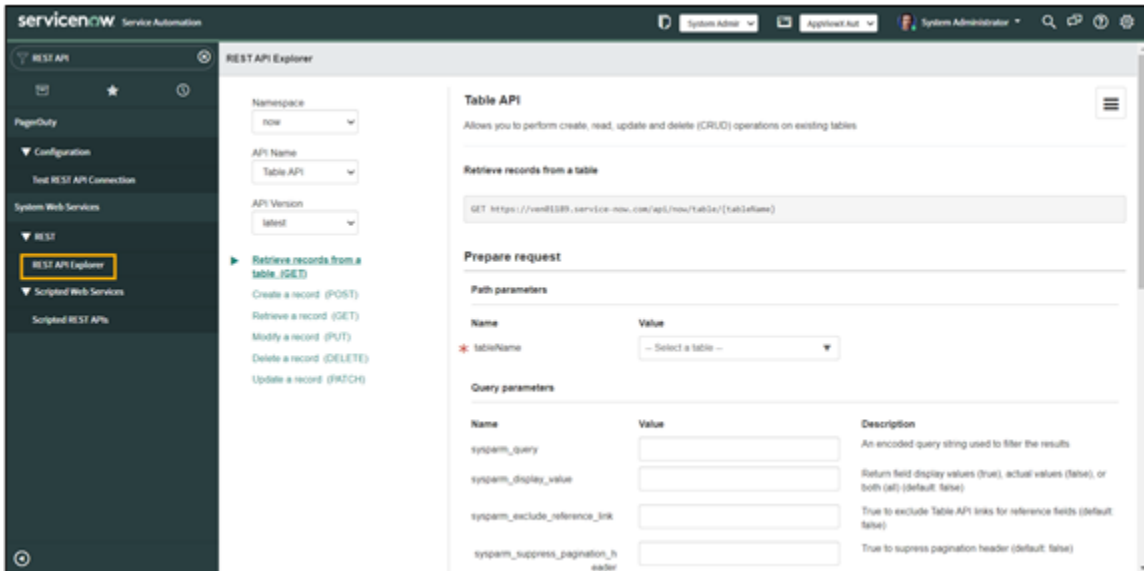 servicenow Service Automation
System Admir
AppViewX Aut
System Administrator
REST API
REST API Explorer
PagerDuty
Configuration
Test REST API Connection
System Web Services
REST
REST API Explorer
Scripted Web Services
Scripted REST APIs
Namespace
now
API Name
Table API
API Version
latest
Retrieve records from a
table (GET)
Create a record (POST)
Retrieve a record (GET)
Modify a record (PUT)
Delete a record (DELETE)
Update a record (PATCH)
Table API
Allows you to perform create, read, update and delete (CRUD) operations on existing tables
Retrieve records from a table
GET https://ven01109.service-now.com/api/now/table/{tableName}
Prepare request
Path parameters
Name Value
* tableName -- Select a table --
Query parameters
Name Value Description
sysparm_query An encoded query string used to filter the results
sysparm_display_value Return field display values (true), actual values (false), or
both (all) (default: false)
sysparm_exclude_reference_link True to exclude Table API links for reference fields (default:
false)
sysparm_suppress_pagination_h True to supress pagination header (default: false)
eader